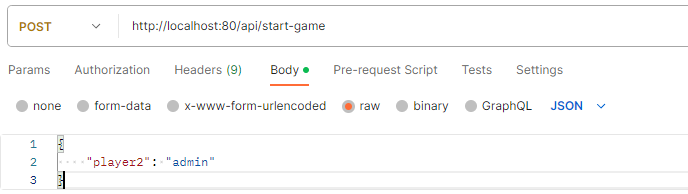 POST http://localhost:80/api/start-game
Params Authorization Headers (9) Body Pre-request Script Tests Settings
none form-data x-www-form-urlencoded raw binary GraphQL JSON
1 {
2 "player2": "admin"
3 }